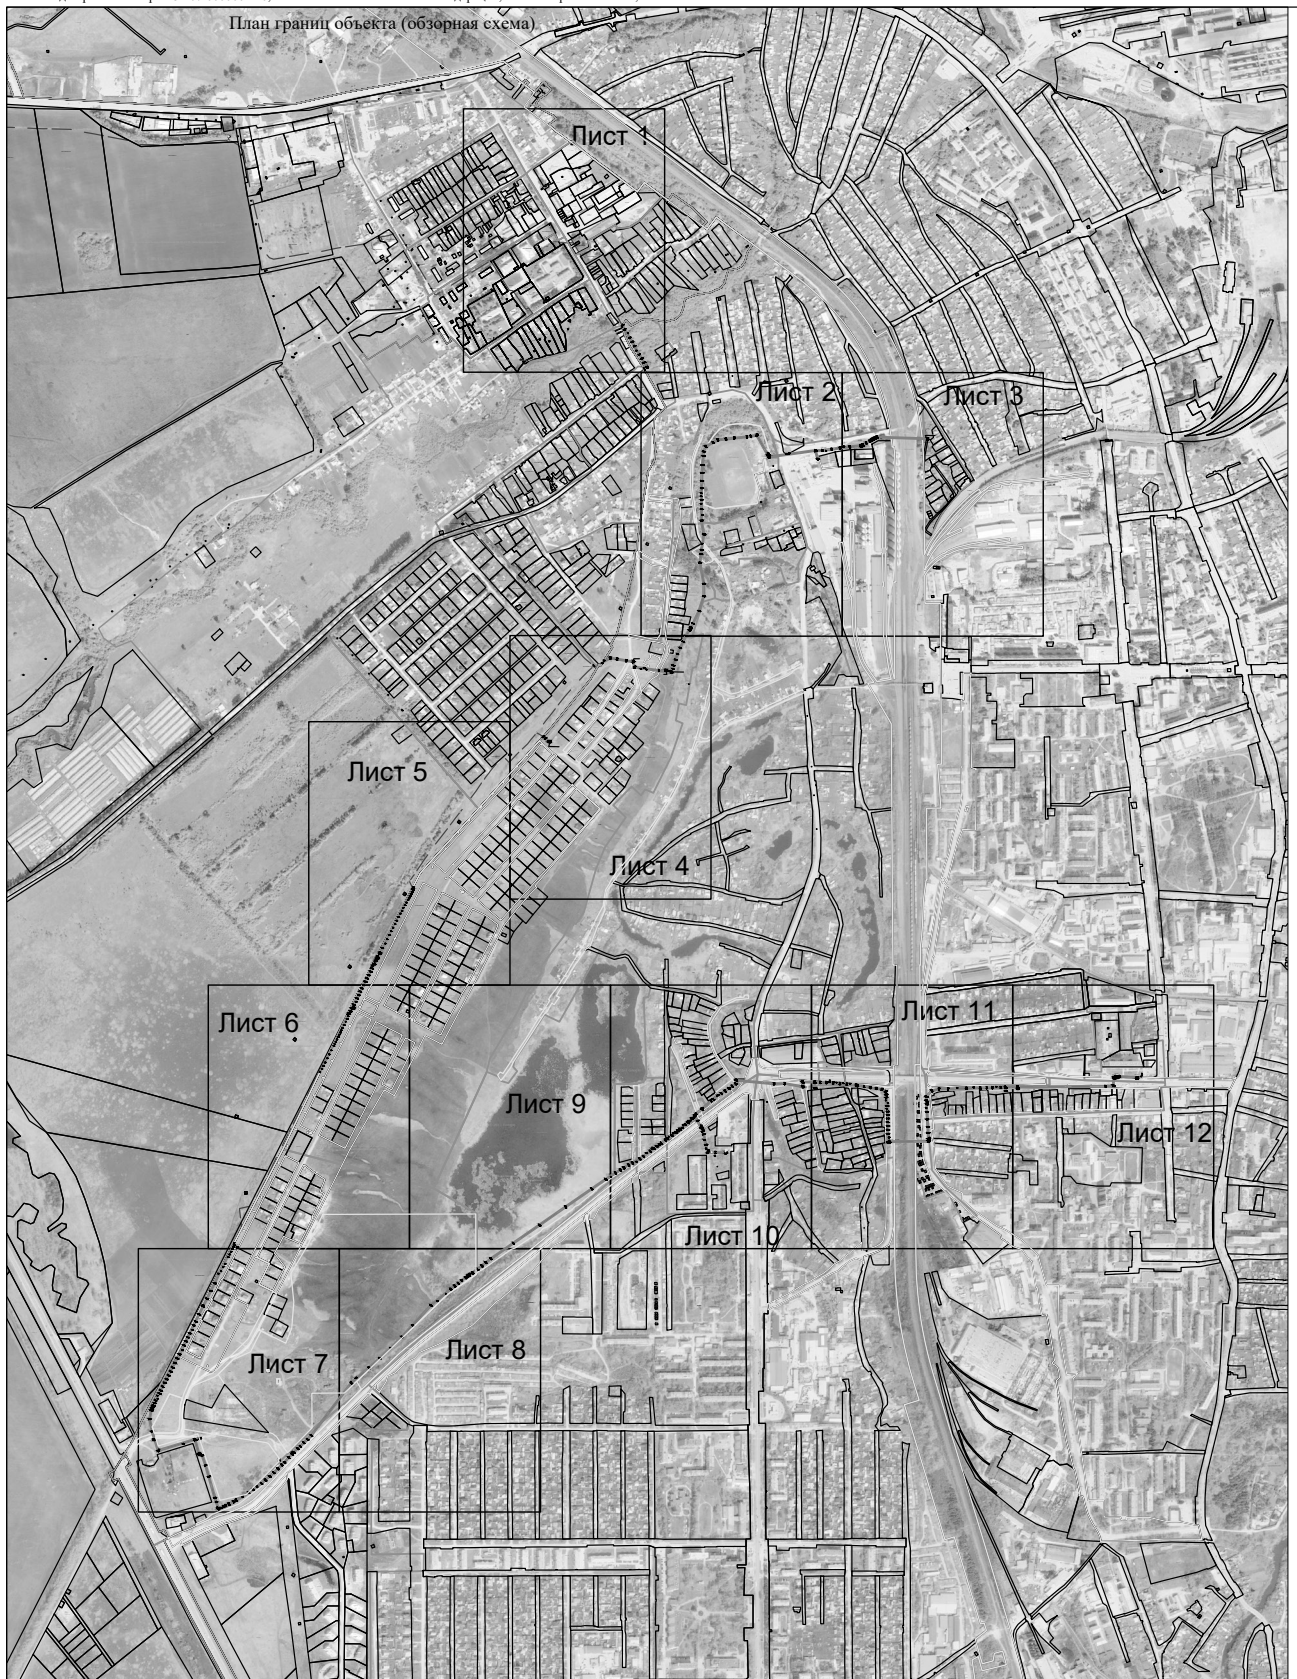 План границ объекта (обзорная схема)
Лист 1
Лист 2
Лист 3
Лист 5
Лист 4
Лист 6
Лист 11
Лист 9
Лист 12
Лист 10
Лист 7
Лист 8